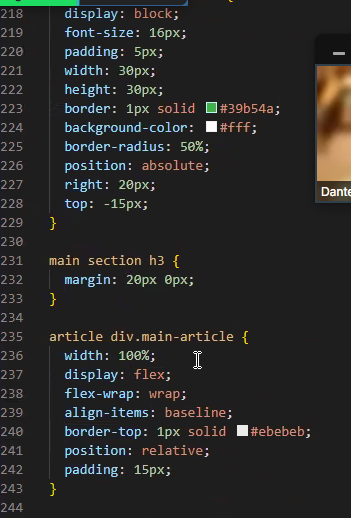 218 display: block;
219 font-size: 16px;
220 padding: 5px;
221 width: 30px;
222 height: 30px;
223 border: 1px solid #39b54a;
224 background-color: #fff;
225 border-radius: 50%;
226 position: absolute;
227 right: 20px;
228 top: -15px;
229 }
230
231 main section h3 {
232 margin: 20px 0px;
233 }
234
235 article div.main-article {
236 width: 100%;
237 display: flex;
238 flex-wrap: wrap;
239 align-items: baseline;
240 border-top: 1px solid #ebebeb;
241 position: relative;
242 padding: 15px;
243 }
244
Dante